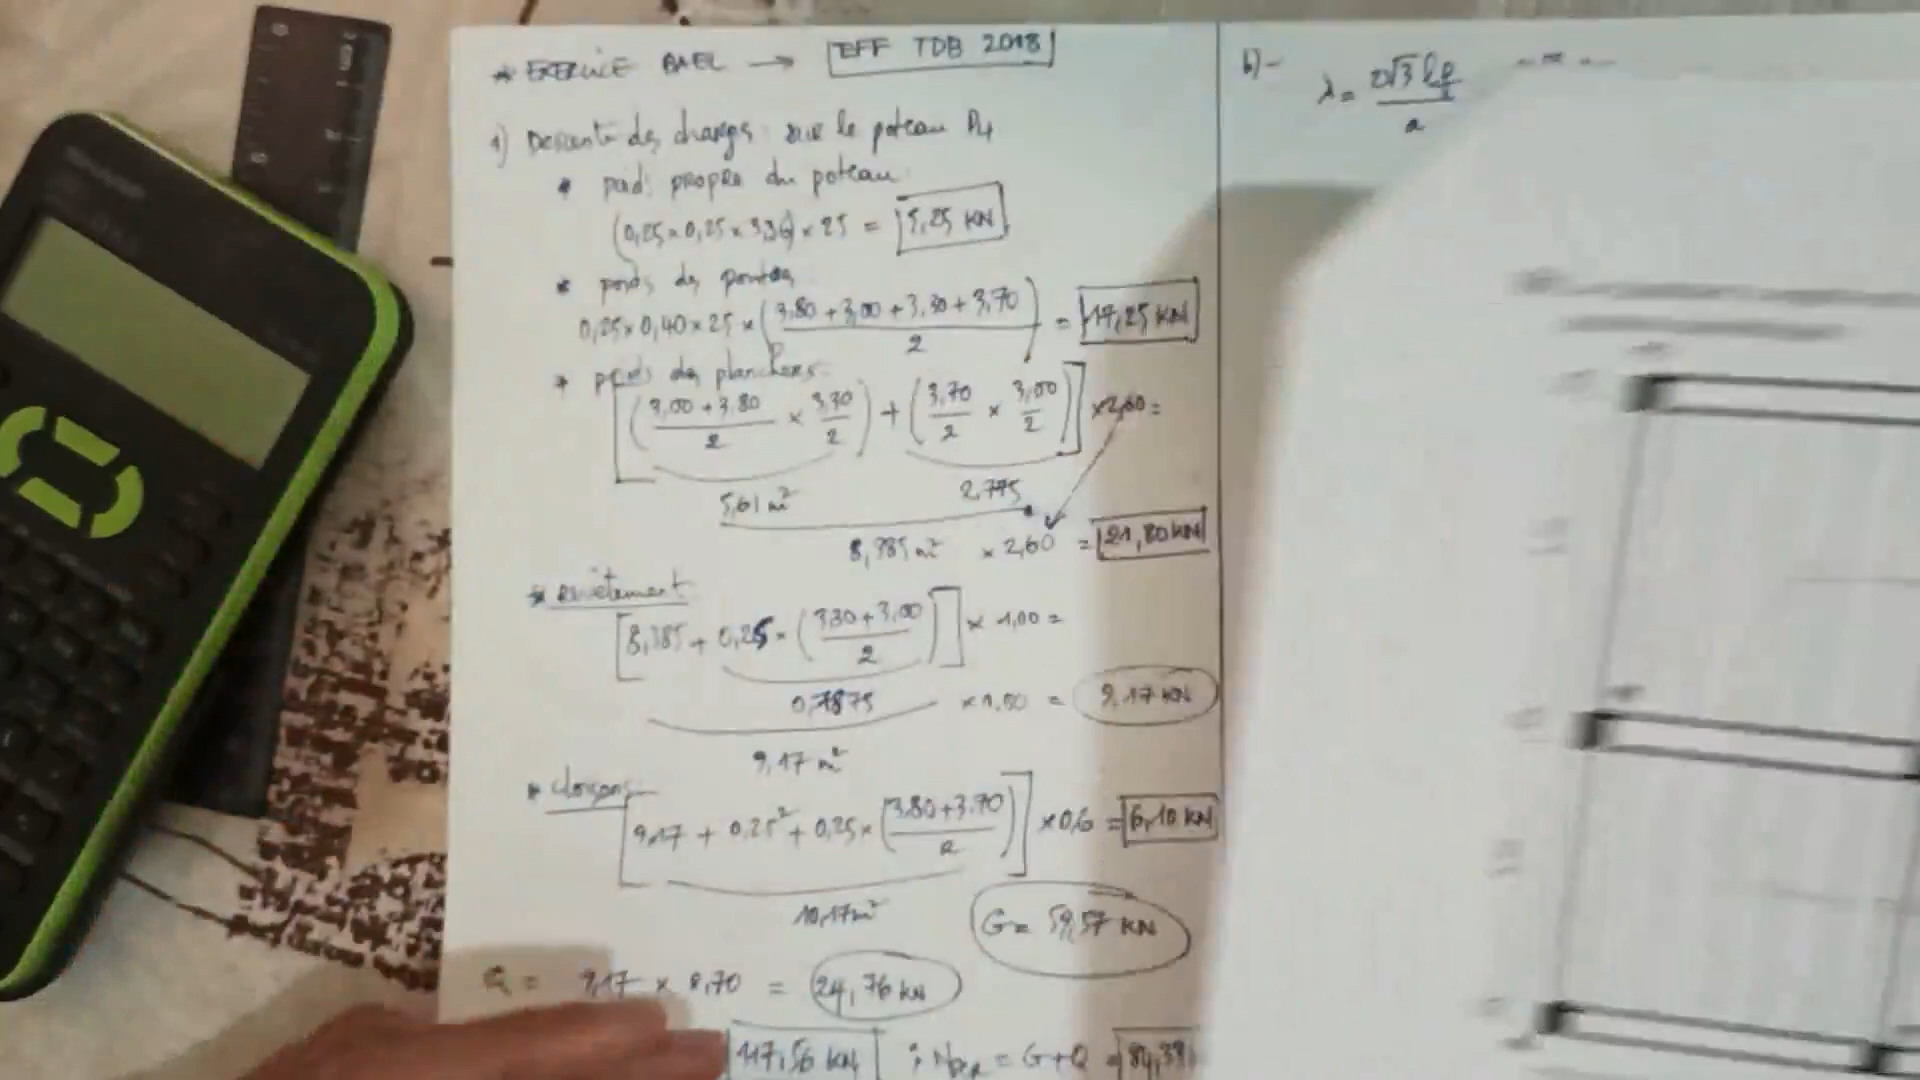 * EXERCICE BAEL → EFF TDB 2018
1) Descente des charges sur le poteau P4
* poids propre du poteau
(0,25 × 0,25 × 3,36) × 25 = 5,25 KN
* poids des poutres
0,25 × 0,40 × 25 × ( 3,80 + 3,00 + 3,30 + 3,70 / 2 ) = 17,25 KN
* poids des planchers
[ ( 3,00 + 3,80 / 2 × 3,30 / 2 ) + ( 3,70 / 2 × 3,00 / 2 ) ] × 2,60 =
5,61 m² 2,775
8,385 m² × 2,60 = 21,80 KN
* revêtement
[ 8,385 + 0,25 × ( 3,30 + 3,00 / 2 ) ] × 1,00 =
0,7875 × 1,00 = 9,17 KN
9,17 m²
* cloisons
[ 9,17 + 0,25² + 0,25 × ( 3.80 + 3.70 / 2 ) ] × 0,6 = 6,10 KN
10,17 m²
G = 59,57 KN
Q = 9,17 × 2,70 = 24,76 KN
117,56 KN ; Nser = G + Q = 84,33
b) -
λ = 2√3 lf / a